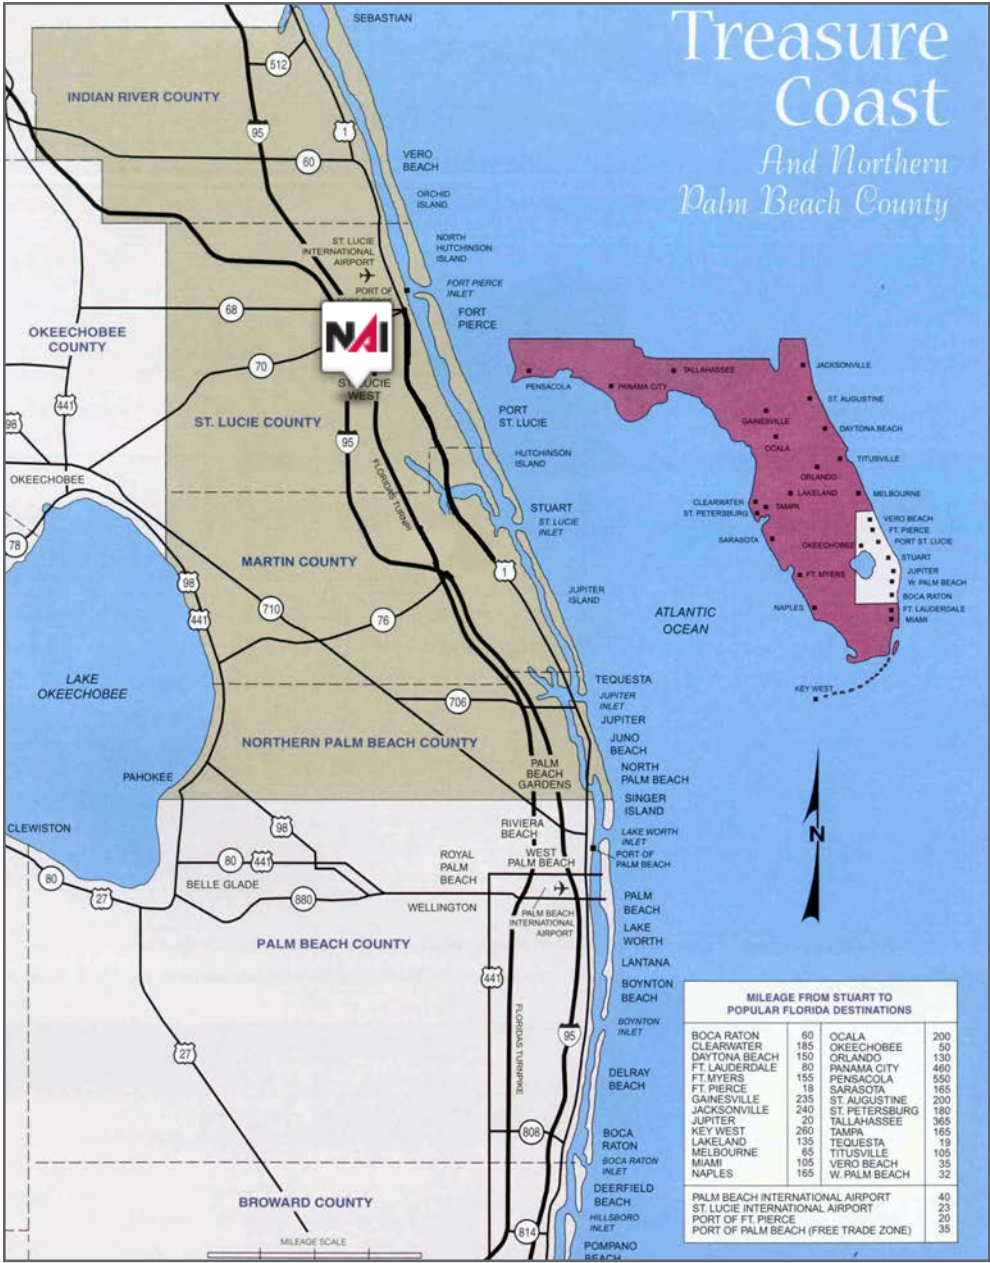 Treasure
Coast
And Northern
Palm Beach County
SEBASTIAN
512
INDIAN RIVER COUNTY
95
1
60
VERO
BEACH
ORCHID
ISLAND
ST. LUCIE
INTERNATIONAL
AIRPORT
NORTH
HUTCHINSON
ISLAND
PORT OF
FORT PIERCE
INLET
68
FORT
PIERCE
NAI
OKEECHOBEE
COUNTY
70
ST. LUCIE
WEST
441
98
ST. LUCIE COUNTY
95
PORT
ST. LUCIE
HUTCHINSON
ISLAND
OKEECHOBEE
FLORIDAS TURNPI
STUART
ST. LUCIE
INLET
78
MARTIN COUNTY
1
98
441
710
76
JUPITER
ISLAND
ATLANTIC
OCEAN
LAKE
OKEECHOBEE
TEQUESTA
JUPITER
INLET
706
JUPITER
NORTHERN PALM BEACH COUNTY
JUNO
BEACH
PALM
BEACH
GARDENS
NORTH
PALM BEACH
PAHOKEE
SINGER
ISLAND
CLEWISTON
98
RIVIERA
BEACH
LAKE WORTH
INLET
PORT OF
PALM BEACH
ROYAL
PALM
BEACH
WEST
PALM BEACH
80
441
80
27
BELLE GLADE
880
WELLINGTON
PALM BEACH
INTERNATIONAL
AIRPORT
PALM
BEACH
LAKE
WORTH
PALM BEACH COUNTY
LANTANA
441
BOYNTON
BEACH
FLORIDAS TURNPIKE
BOYNTON
INLET
95
27
DELRAY
BEACH
808
BOCA
RATON
BOCA RATON
INLET
BROWARD COUNTY
DEERFIELD
BEACH
HILLSBORO
INLET
814
MILEAGE SCALE
POMPANO
BEACH
PENSACOLA
PANAMA CITY
TALLAHASSEE
JACKSONVILLE
ST. AUGUSTINE
GAINESVILLE
DAYTONA BEACH
OCALA
TITUSVILLE
ORLANDO
LAKELAND
MELBOURNE
CLEARWATER
TAMPA
ST. PETERSBURG
VERO BEACH
FT. PIERCE
SARASOTA
OKEECHOBEE
PORT ST. LUCIE
STUART
FT. MYERS
JUPITER
W. PALM BEACH
BOCA RATON
NAPLES
FT. LAUDERDALE
MIAMI
KEY WEST
N
MILEAGE FROM STUART TO
POPULAR FLORIDA DESTINATIONS
BOCA RATON 60 OCALA 200
CLEARWATER 185 OKEECHOBEE 50
DAYTONA BEACH 150 ORLANDO 130
FT. LAUDERDALE 80 PANAMA CITY 460
FT. MYERS 155 PENSACOLA 550
FT. PIERCE 18 SARASOTA 165
GAINESVILLE 235 ST. AUGUSTINE 200
JACKSONVILLE 240 ST. PETERSBURG 180
JUPITER 20 TALLAHASSEE 365
KEY WEST 260 TAMPA 165
LAKELAND 135 TEQUESTA 19
MELBOURNE 65 TITUSVILLE 105
MIAMI 105 VERO BEACH 35
NAPLES 165 W. PALM BEACH 32
PALM BEACH INTERNATIONAL AIRPORT 40
ST. LUCIE INTERNATIONAL AIRPORT 23
PORT OF FT. PIERCE 20
PORT OF PALM BEACH (FREE TRADE ZONE) 35